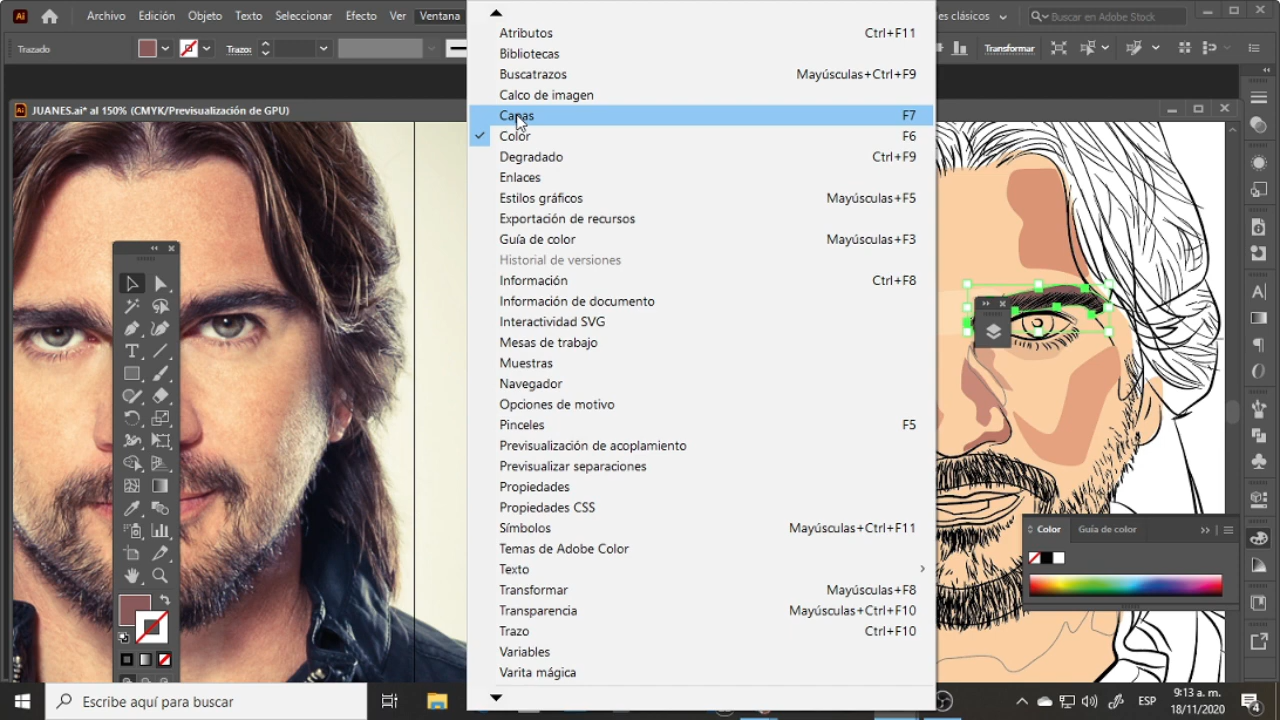 Ai
Archivo Edición Objeto Texto Seleccionar Efecto Ver Ventana
les clásicos
Buscar en Adobe Stock
Trazado
Trazo:
Transformar
Ai JUANES.ai* al 150% (CMYK/Previsualización de GPU)
Atributos Ctrl+F11
Bibliotecas
Buscatrazos Mayúsculas+Ctrl+F9
Calco de imagen
Capas F7
Color F6
Degradado Ctrl+F9
Enlaces
Estilos gráficos Mayúsculas+F5
Exportación de recursos
Guía de color Mayúsculas+F3
Historial de versiones
Información Ctrl+F8
Información de documento
Interactividad SVG
Mesas de trabajo
Muestras
Navegador
Opciones de motivo
Pinceles F5
Previsualización de acoplamiento
Previsualizar separaciones
Propiedades
Propiedades CSS
Símbolos Mayúsculas+Ctrl+F11
Temas de Adobe Color
Texto
Transformar Mayúsculas+F8
Transparencia Mayúsculas+Ctrl+F10
Trazo Ctrl+F10
Variables
Varita mágica
Color Guía de color
Escribe aquí para buscar
ESP
9:13 a. m.
18/11/2020
4